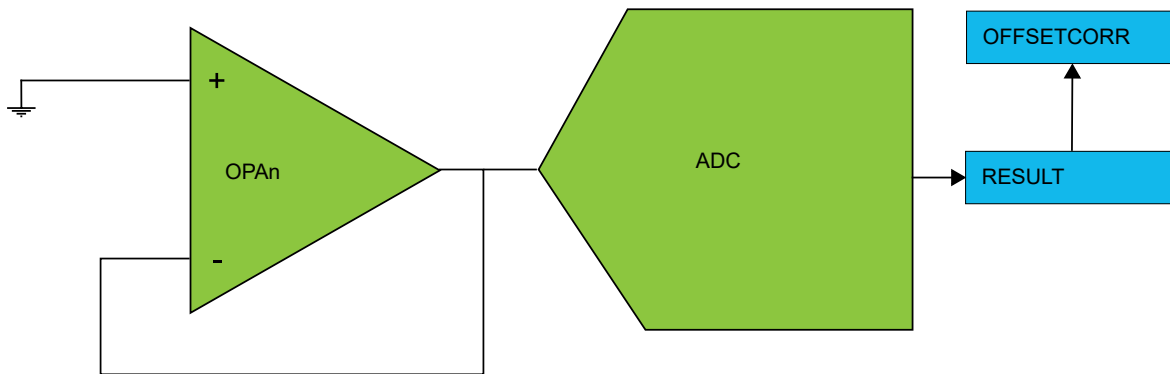 +
OPAn
-
ADC
OFFSETCORR
RESULT